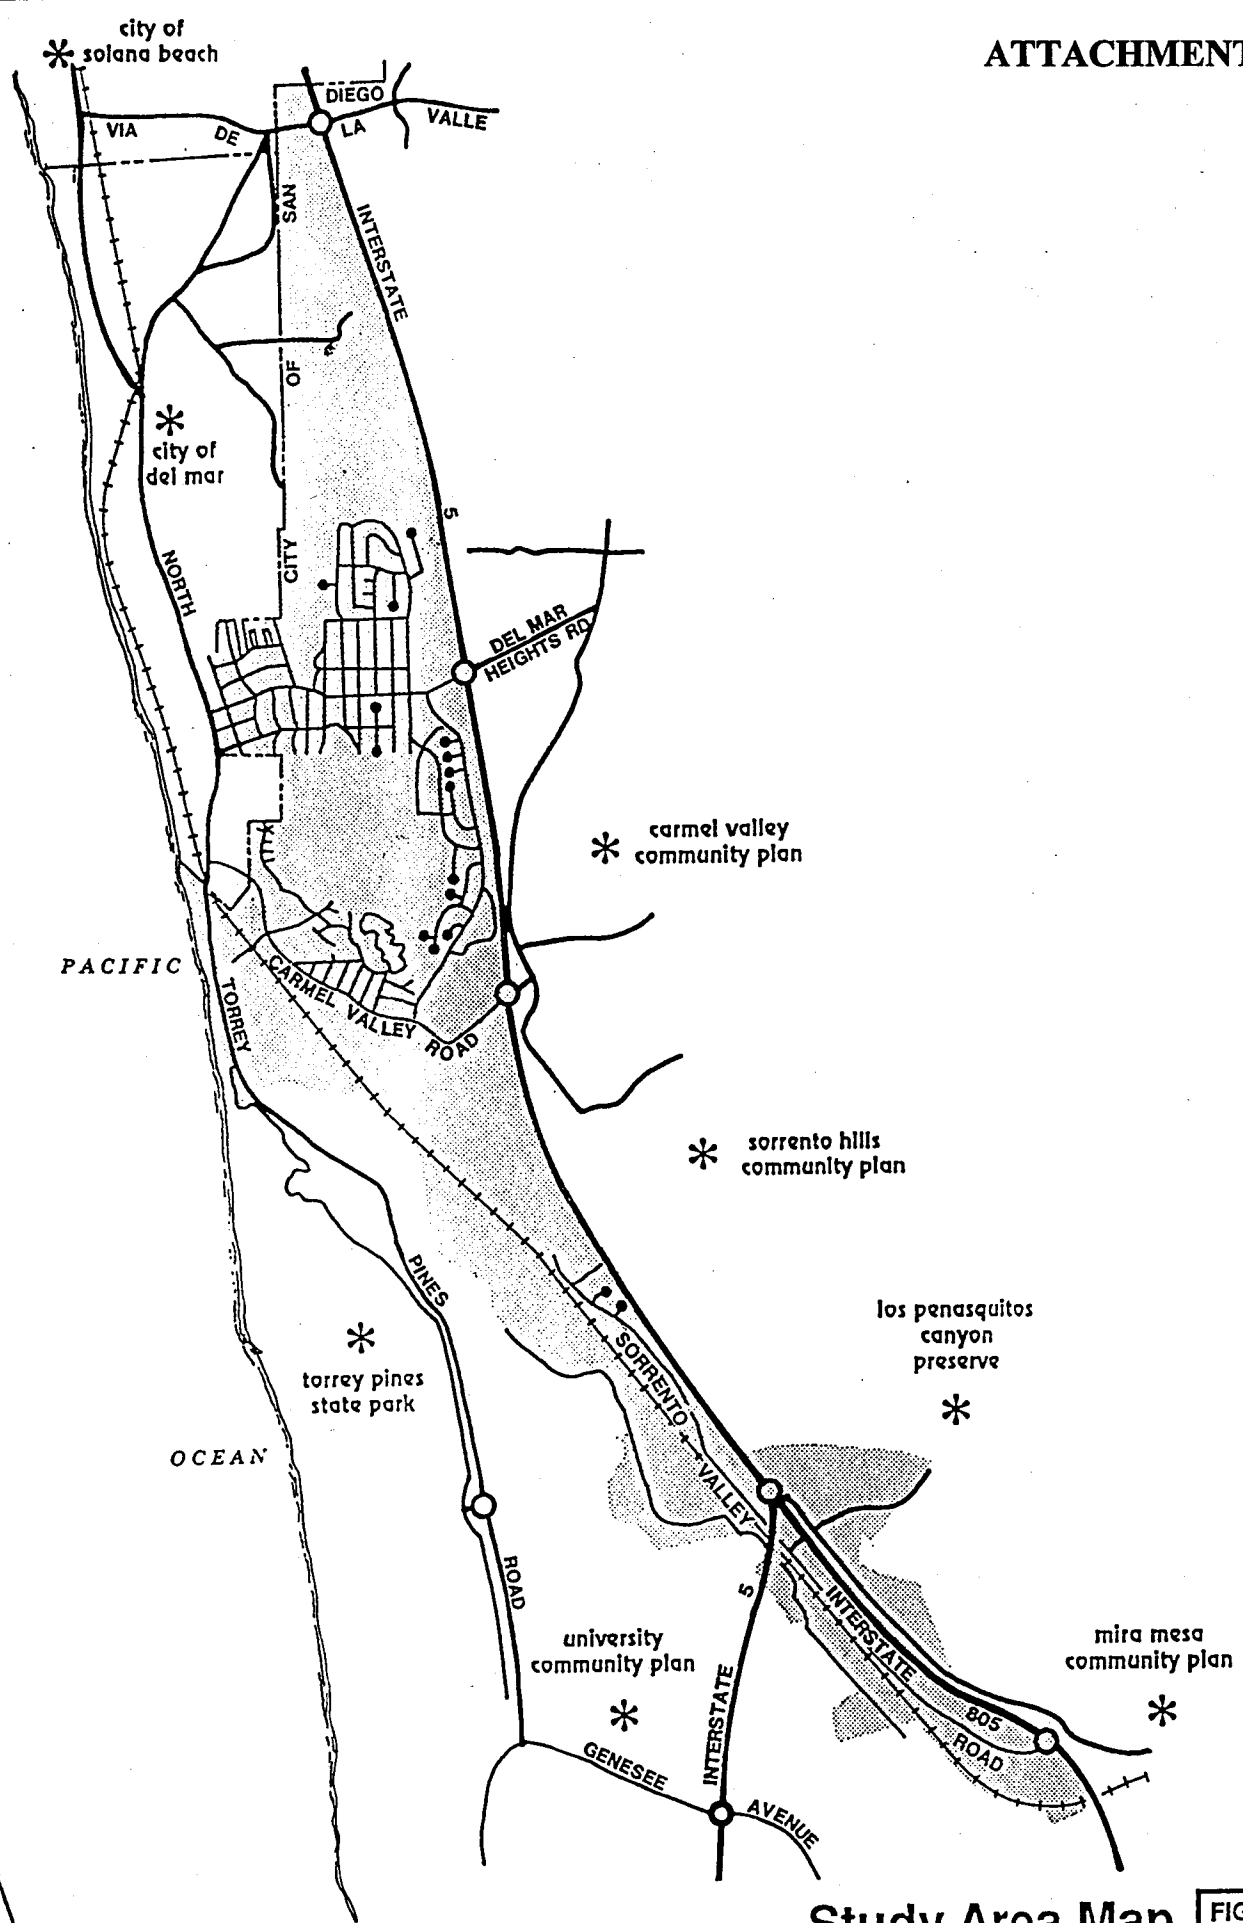 city of
solana beach
ATTACHMENT
DIEGO
VIA DE LA VALLE
SAN
INTERSTATE
OF
city of
del mar
5
CITY
NORTH
DEL MAR
HEIGHTS RD
carmel valley
community plan
PACIFIC
CARMEL VALLEY ROAD
TORREY
sorrento hills
community plan
PINES
los penasquitos
canyon
preserve
SORRENTO
torrey pines
state park
OCEAN
VALLEY
ROAD
5
INTERSTATE
university
community plan
mira mesa
community plan
INTERSTATE
805
ROAD
GENESEE
AVENUE
Study Area Map
FIG